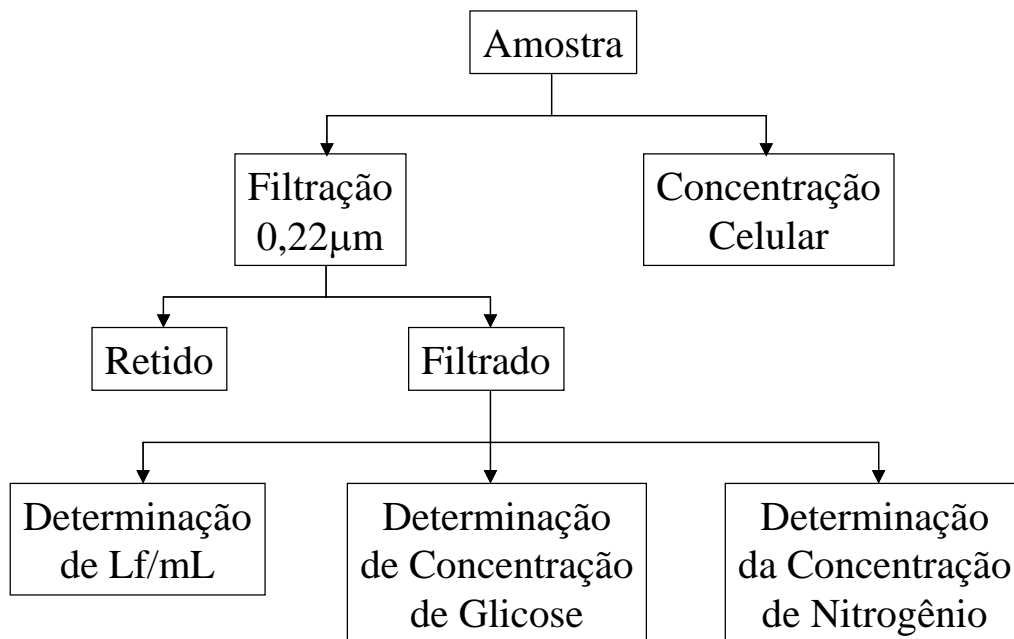 Amostra
Filtração
0,22μm
Concentração
Celular
Retido
Filtrado
Determinação
de Lf/mL
Determinação
de Concentração
de Glicose
Determinação
da Concentração
de Nitrogênio